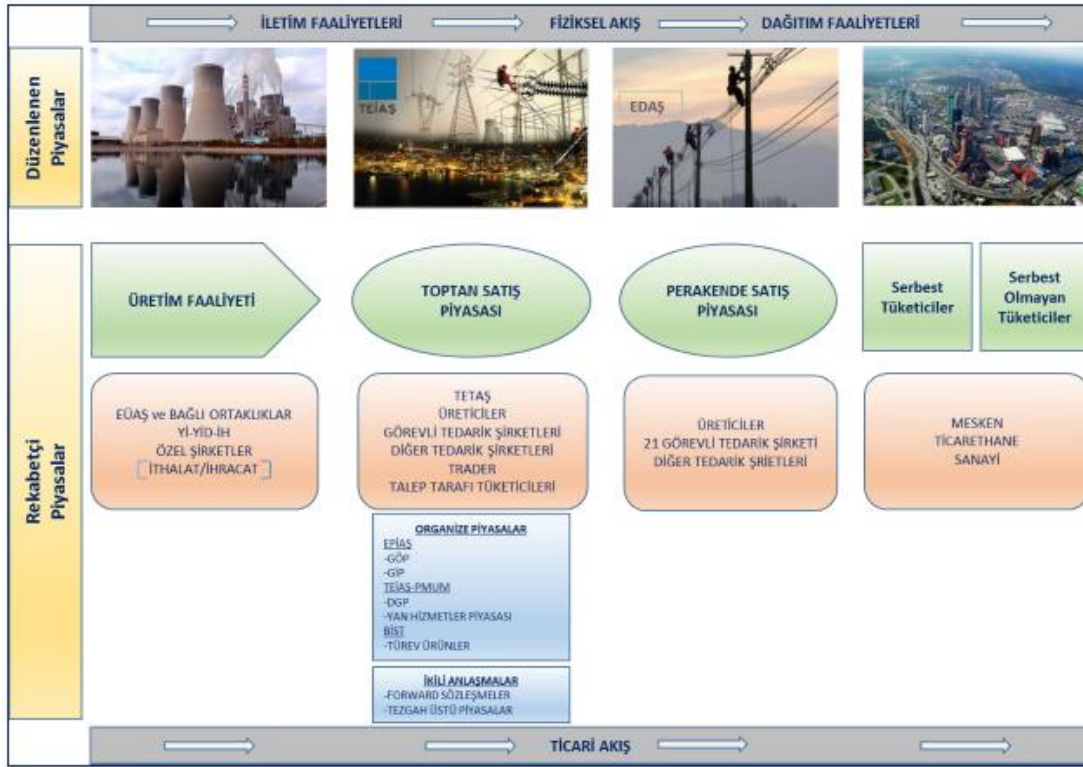 İLETİM FAALİYETLERİ FİZİKSEL AKIŞ DAĞITIM FAALİYETLERİ
Düzenlenen
Piyasalar
TEİAŞ
EDAŞ
Rekabetçi
Piyasalar
ÜRETİM FAALİYETİ
TOPTAN SATIŞ
PİYASASI
PERAKENDE SATIŞ
PİYASASI
Serbest
Tüketiciler
Serbest
Olmayan
Tüketiciler
EÜAŞ ve BAĞLI ORTAKLIKLAR
Yİ-YİD-İH
ÖZEL ŞİRKETLER
[İTHALAT/İHRACAT]
TETAŞ
ÜRETİCİLER
GÖREVLİ TEDARİK ŞİRKETLERİ
DİĞER TEDARİK ŞİRKETLERİ
TRADER
TALEP TARAFI TÜKETİCİLERİ
ÜRETİCİLER
21 GÖREVLİ TEDARİK ŞİRKETİ
DİĞER TEDARİK ŞRİETLERİ
MESKEN
TİCARETHANE
SANAYİ
ORGANİZE PİYASALAR
EPİAŞ
-GÖP
-GİP
TEİAŞ-PMUM
-DGP
-YAN HİZMETLER PİYASASI
BİST
-TÜREV ÜRÜNLER
İKİLİ ANLAŞMALAR
-FORWARD SÖZLEŞMELER
-TEZGAH ÜSTÜ PİYASALAR
TİCARİ AKIŞ